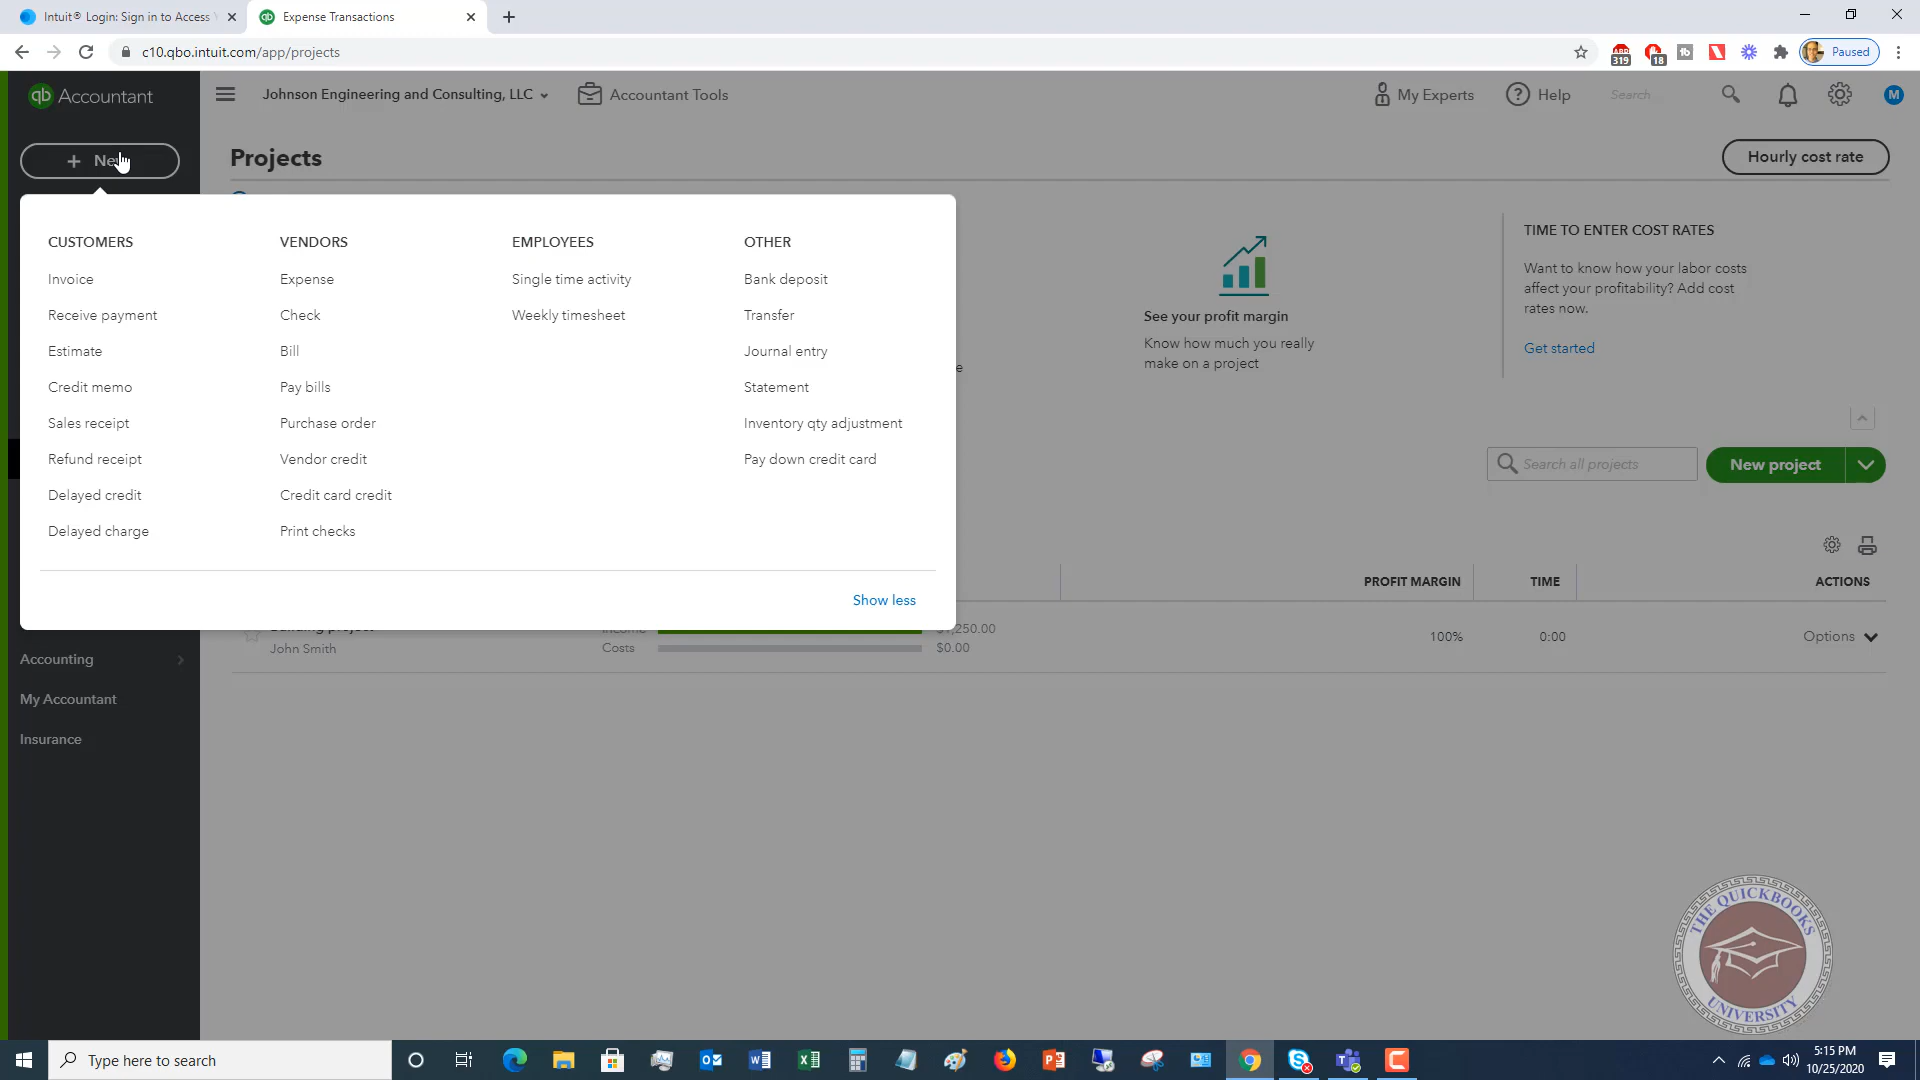 Intuit® Login: Sign in to Access
Expense Transactions
c10.qbo.intuit.com/app/projects
319
18
Paused
qb Accountant
Johnson Engineering and Consulting, LLC
Accountant Tools
My Experts
Help
Search
M
+ New
Projects
Hourly cost rate
CUSTOMERS
Invoice
Receive payment
Estimate
Credit memo
Sales receipt
Refund receipt
Delayed credit
Delayed charge
VENDORS
Expense
Check
Bill
Pay bills
Purchase order
Vendor credit
Credit card credit
Print checks
EMPLOYEES
Single time activity
Weekly timesheet
OTHER
Bank deposit
Transfer
Journal entry
Statement
Inventory qty adjustment
Pay down credit card
Show less
See your profit margin
Know how much you really
make on a project
TIME TO ENTER COST RATES
Want to know how your labor costs
affect your profitability? Add cost
rates now.
Get started
Search all projects
New project
PROFIT MARGIN
TIME
ACTIONS
Building project
John Smith
Income
Costs
$0.00
100%
0:00
Options
Accounting
My Accountant
Insurance
THE QUICKBOOKS
UNIVERSITY
Type here to search
5:15 PM
10/25/2020